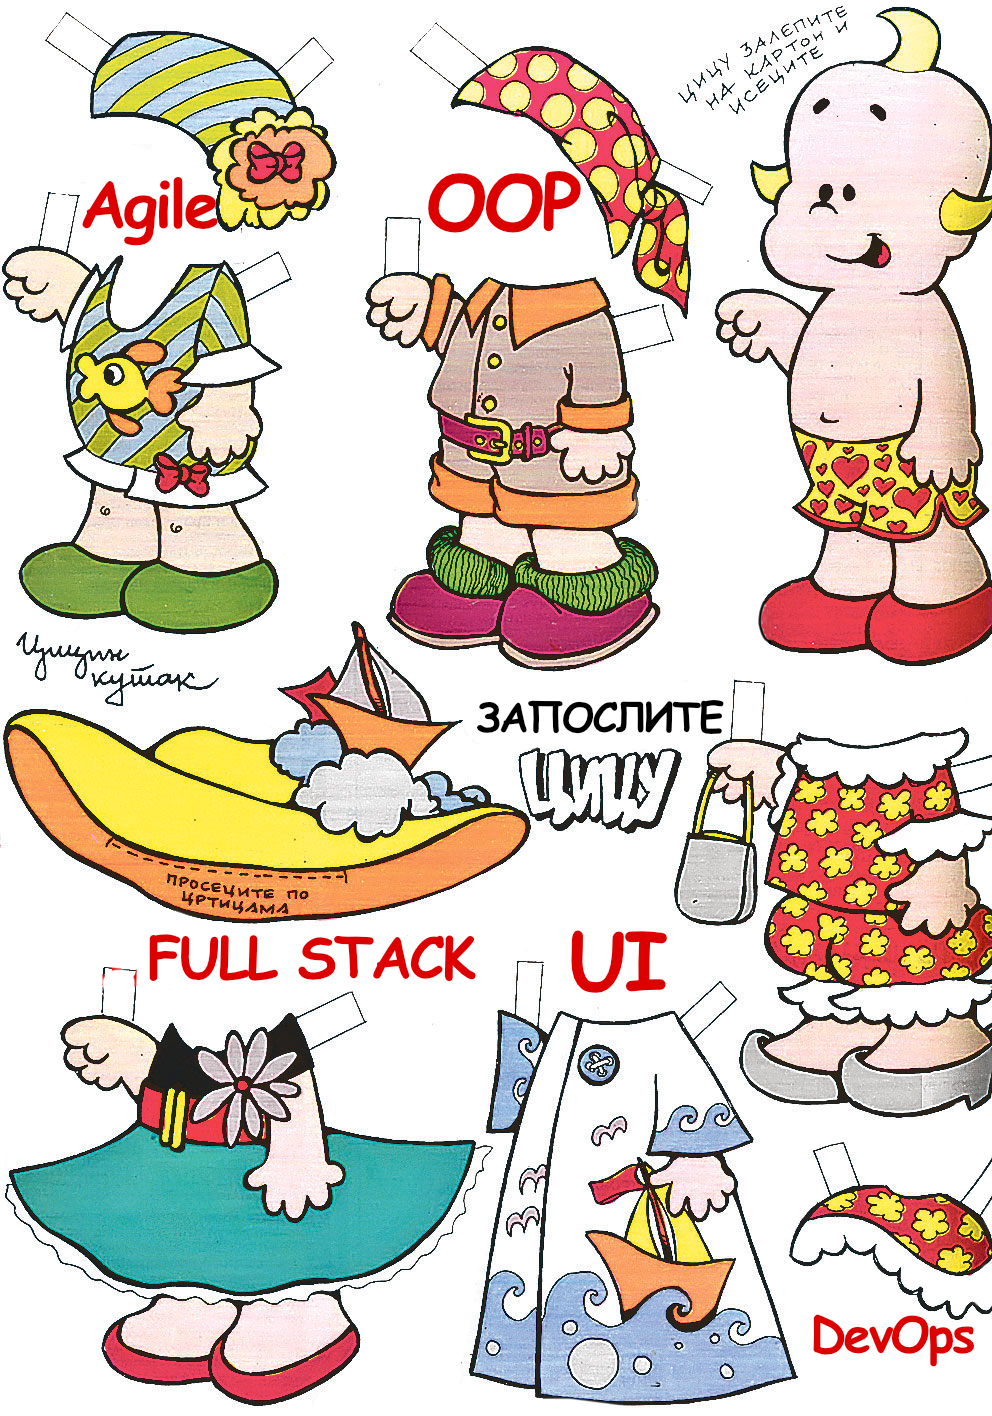 ЦИЦУ ЗАЛЕПИТЕ
НА КАРТОН И
ИСЕЦИТЕ
Agile
OOP
Цицин
кутак
ЗАПОСЛИТЕ
ЦИЦУ
ПРОСЕЦИТЕ ПО
ЦРТИЦАМА
FULL STACK
UI
DevOps